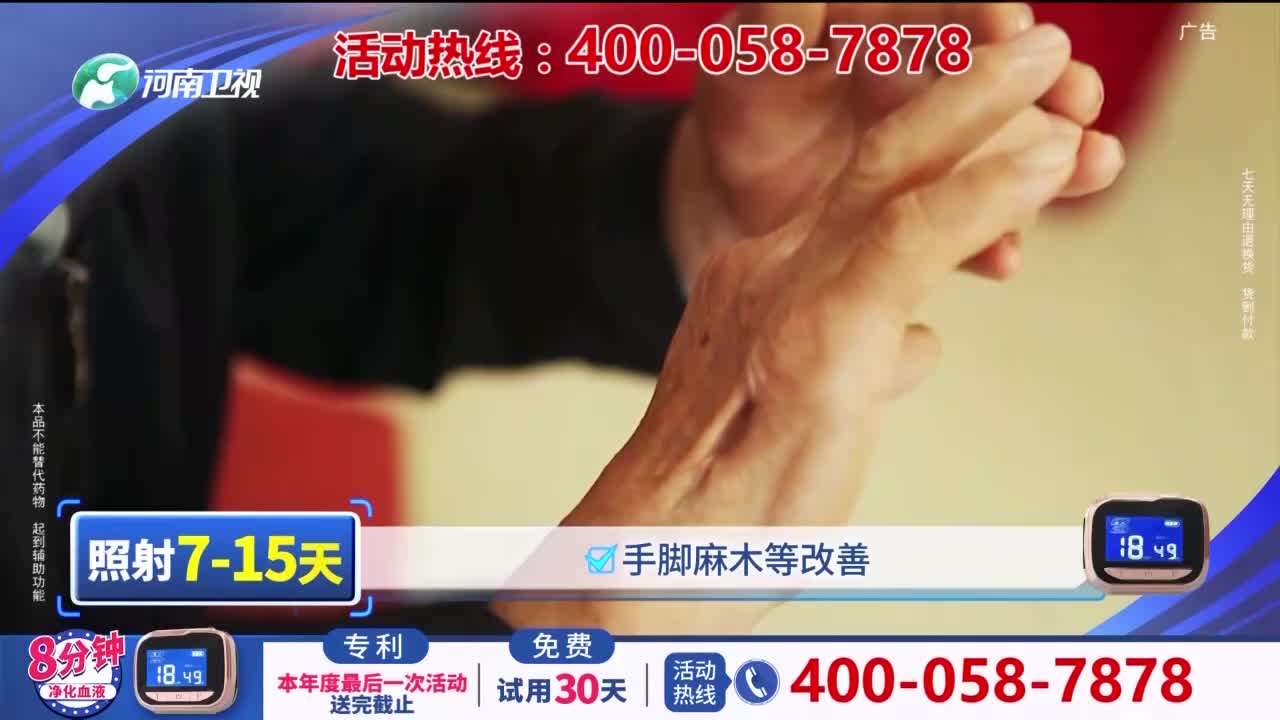 活动热线：400-058-7878
广告
河南卫视
七天无理由退换货 货到付款
本品不能替代药物 起到辅助功能
照射7-15天
手脚麻木等改善
18 49
8分钟
净化血液
18 49
专利
本年度最后一次活动
送完截止
免费
试用30天
活动
热线
400-058-7878